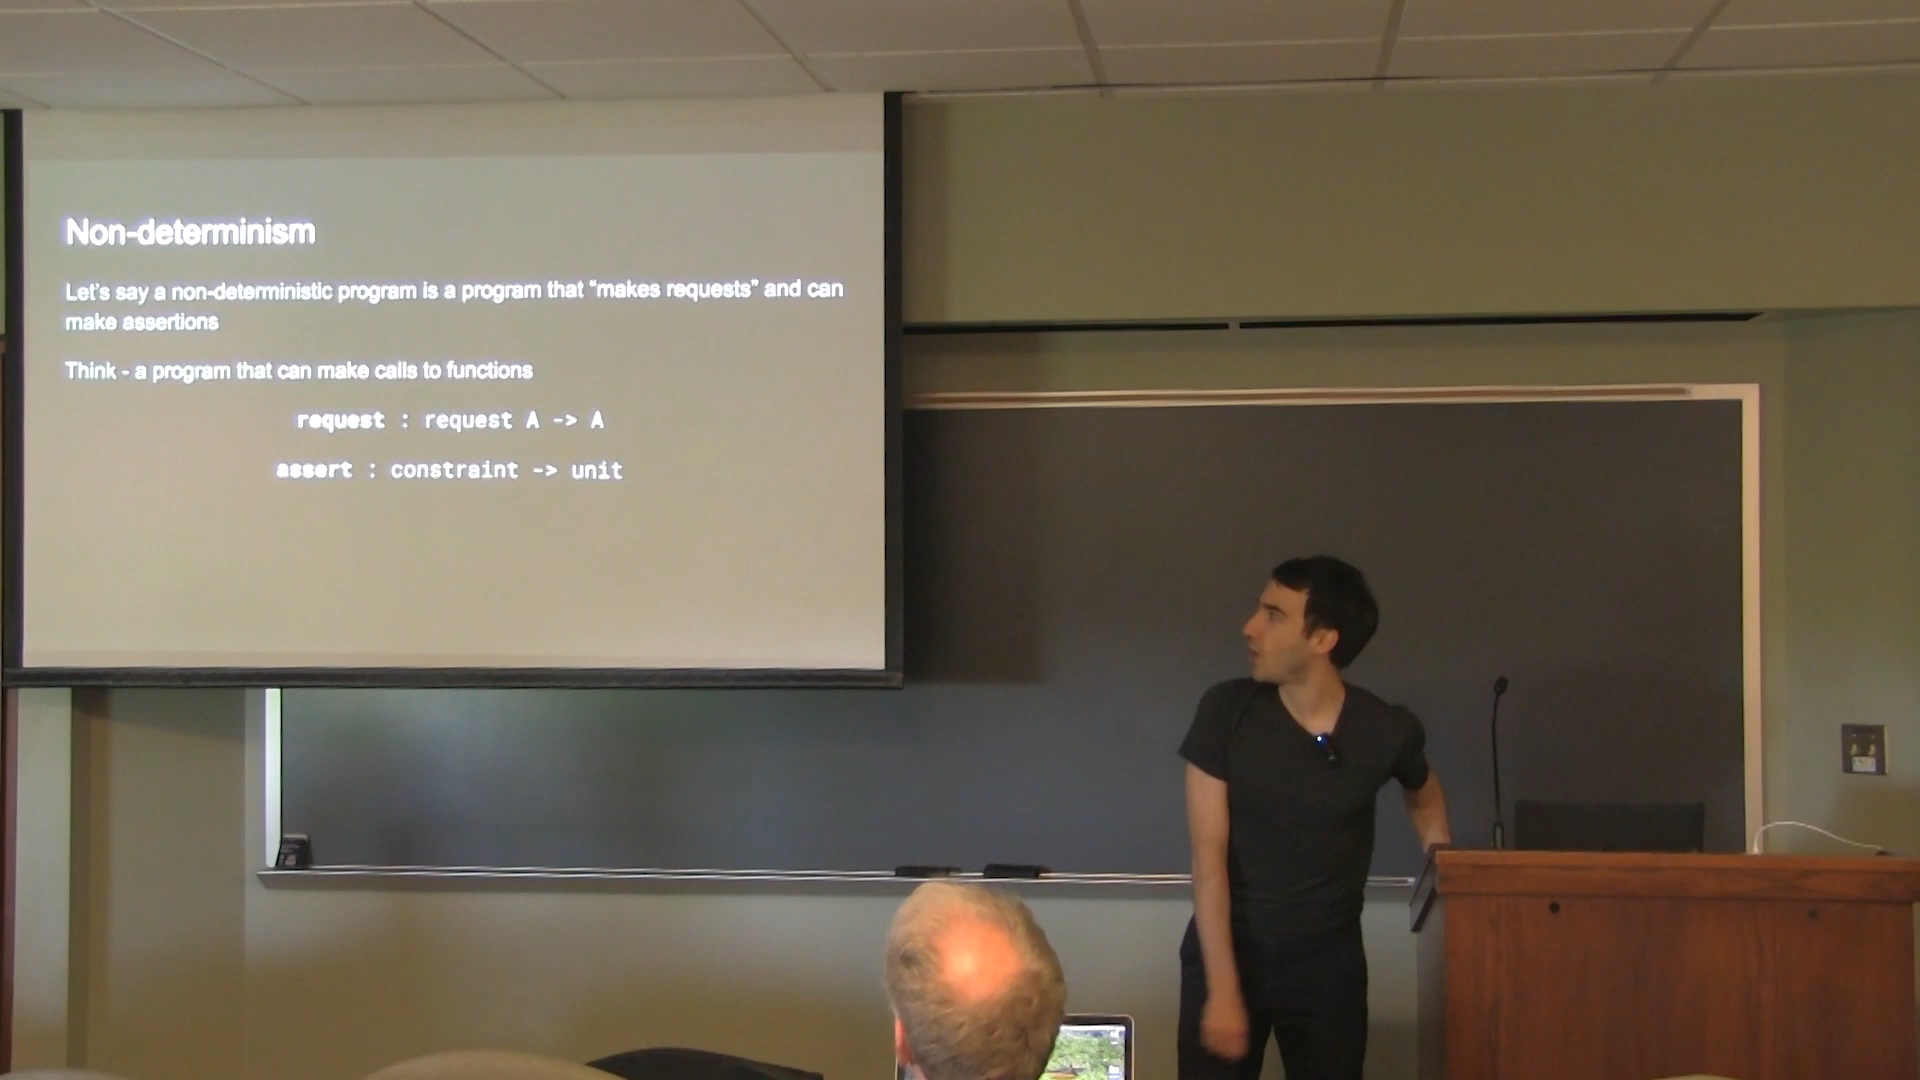 Non-determinism
Let's say a non-deterministic program is a program that “makes requests” and can
make assertions
Think - a program that can make calls to functions
request : request A -> A
assert : constraint -> unit